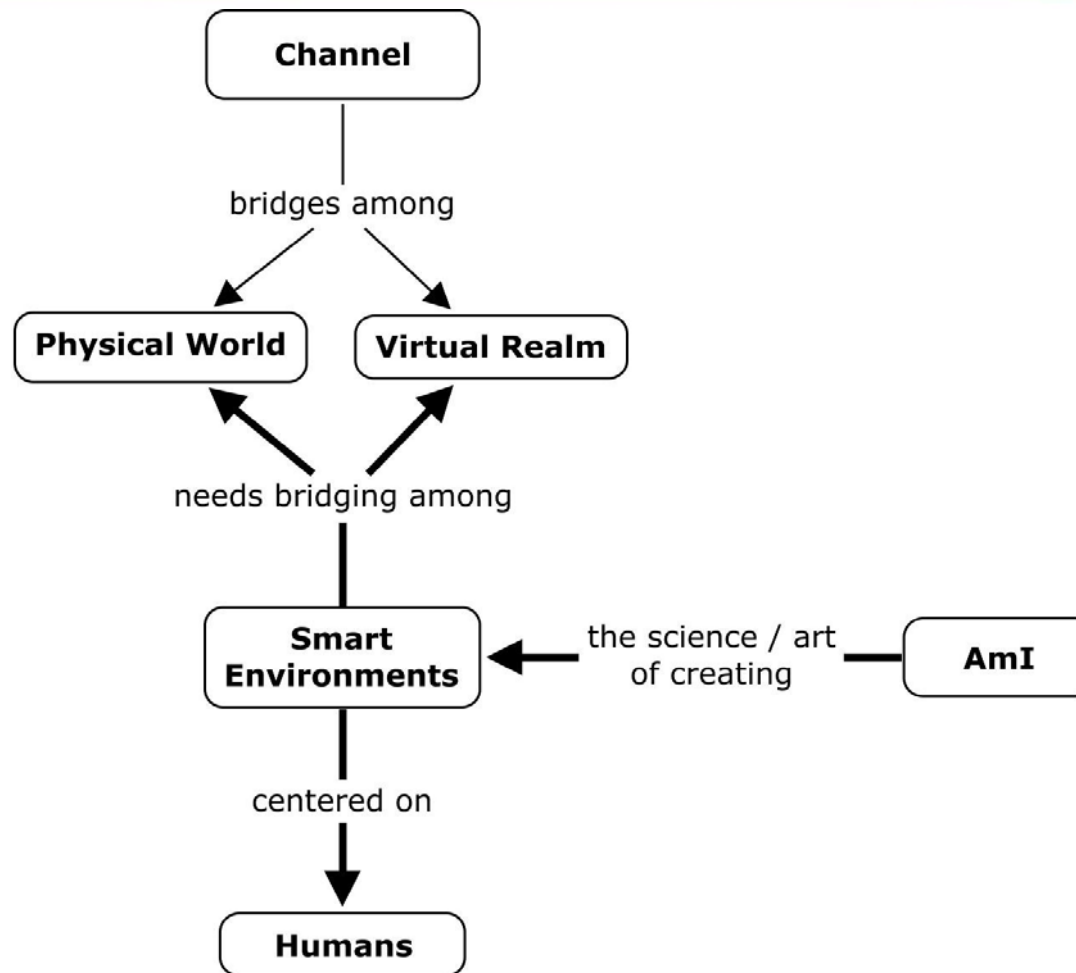 Channel
bridges among
Physical World
Virtual Realm
needs bridging among
Smart
Environments
the science / art
of creating
AmI
centered on
Humans